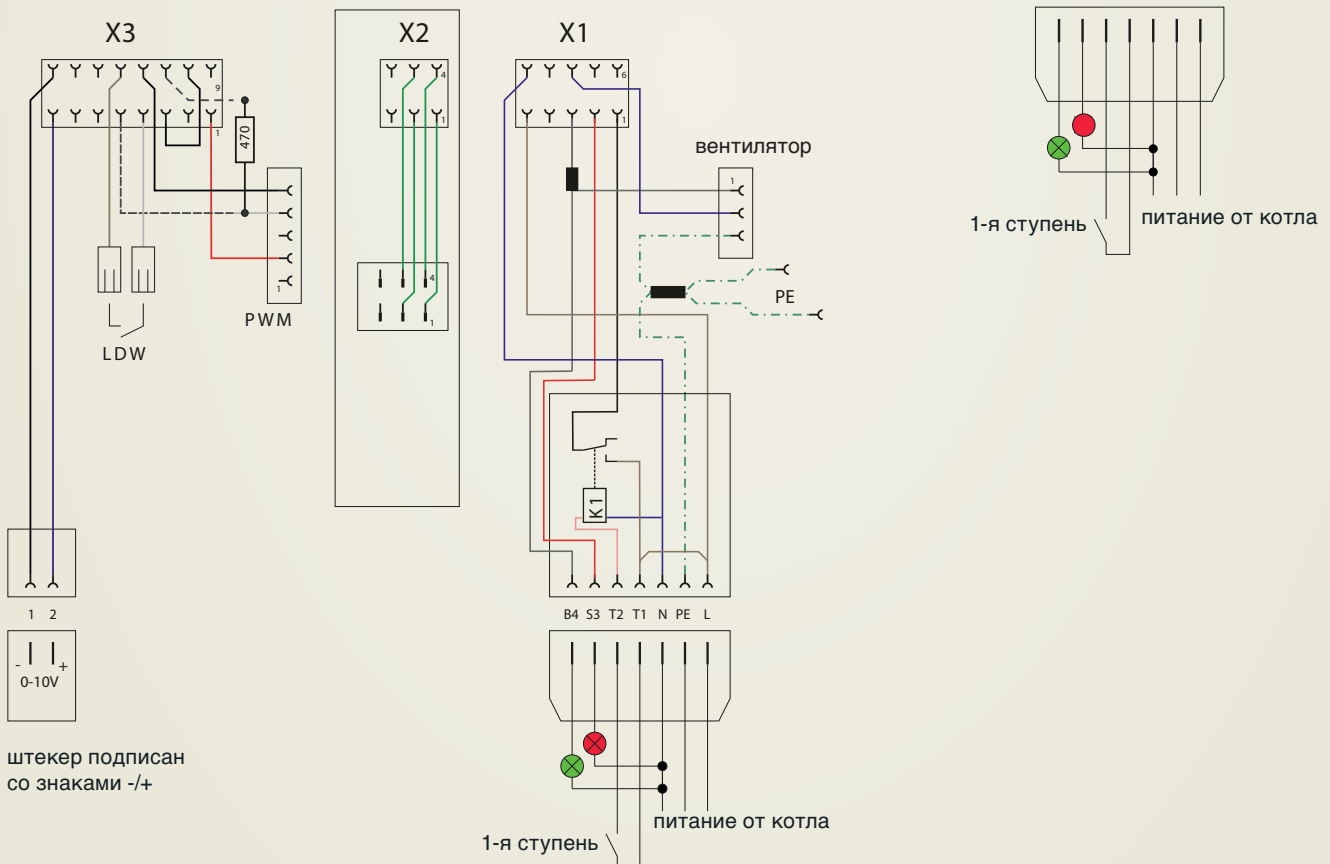 X3
X2
X1
9
1
470
4
1
6
1
вентилятор
1
1-я ступень
питание от котла
PE
4
1
1
PWM
LDW
K1
1 2
B4 S3 T2 T1 N PE L
- +
0-10V
штекер подписан
со знаками -/+
питание от котла
1-я ступень